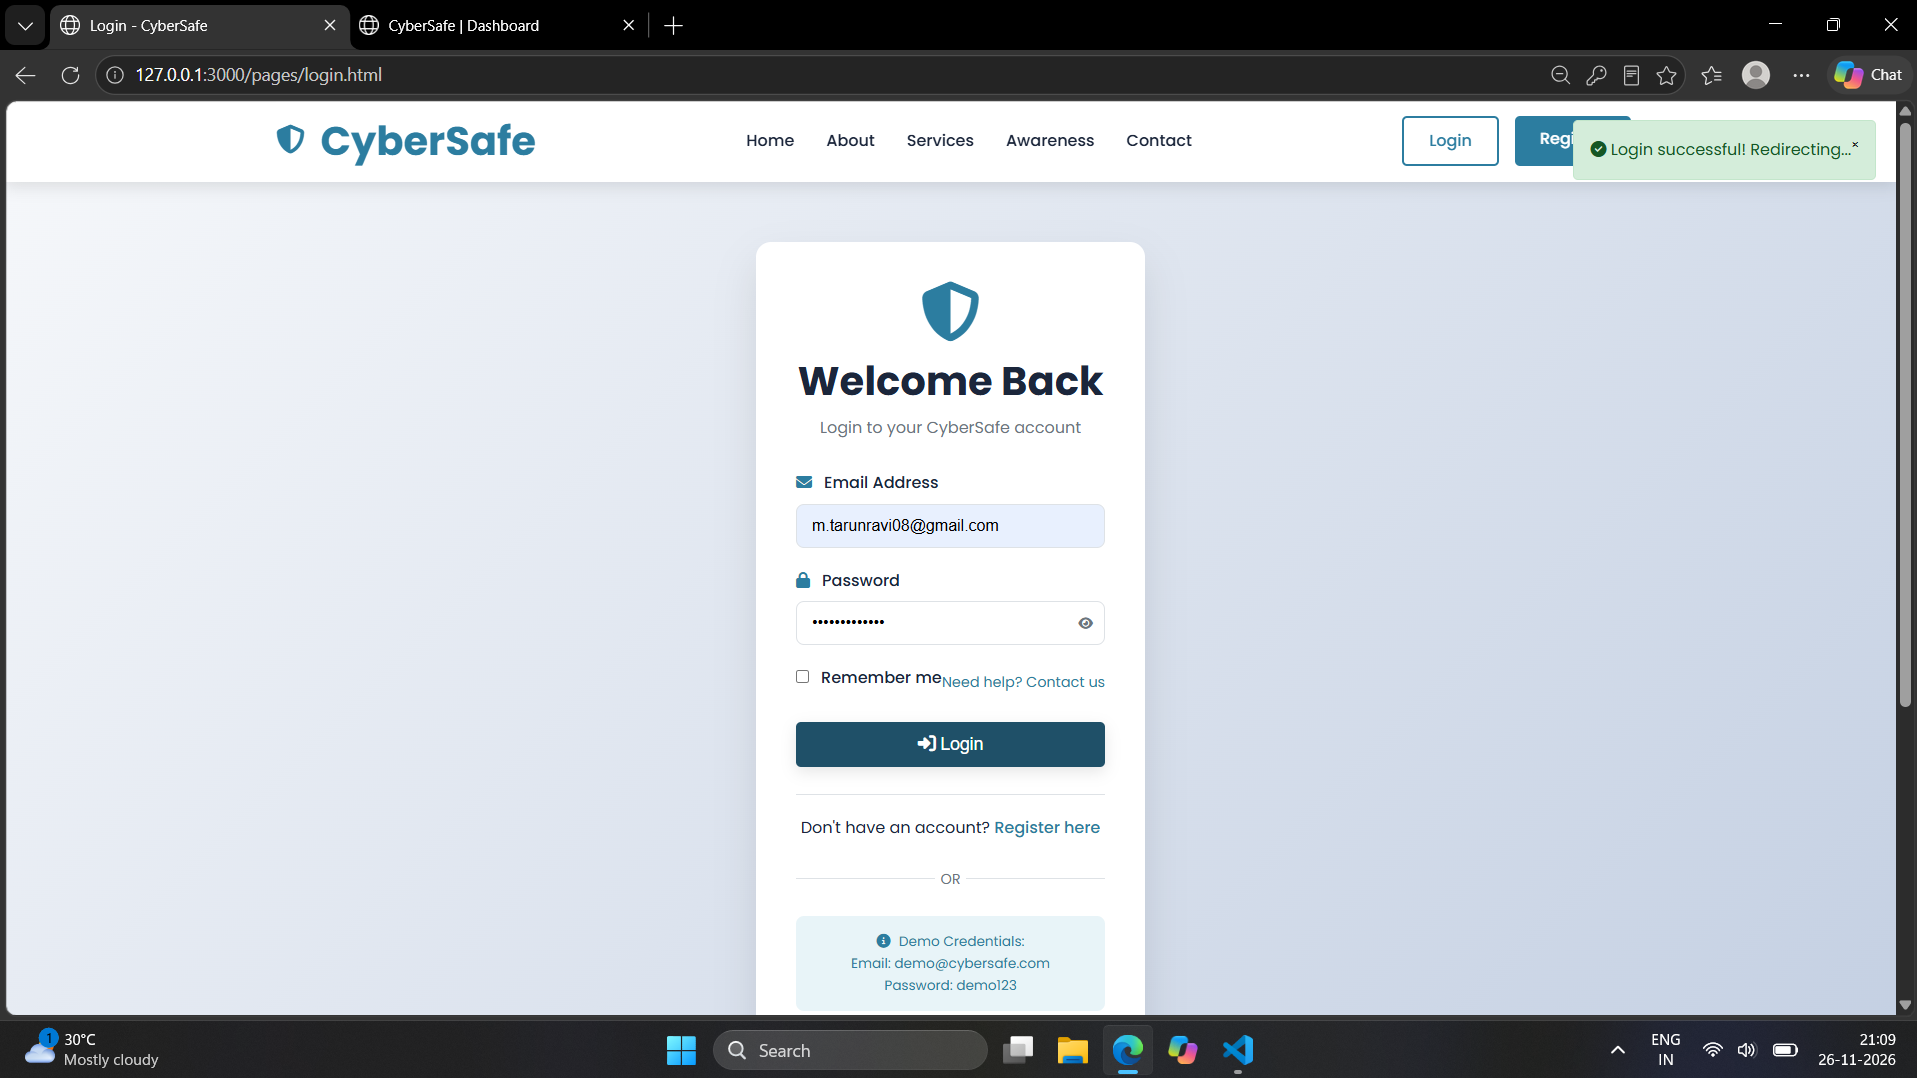 Login - CyberSafe
CyberSafe | Dashboard
127.0.0.1:3000/pages/login.html
Chat
CyberSafe
Home
About
Services
Awareness
Contact
Login
Login successful! Redirecting...
×
Welcome Back
Login to your CyberSafe account
Email Address
m.tarunravi08@gmail.com
Password
•••••••••••••
Remember me
Need help? Contact us
Login
Don't have an account? Register here
OR
Demo Credentials:
Email: demo@cybersafe.com
Password: demo123
1
30°C
Mostly cloudy
Search
ENG
IN
21:09
26-11-2026